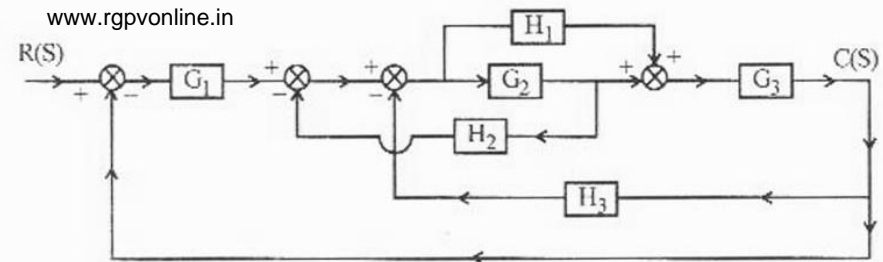 www.rgpvonline.in
H1
R(S) + − G1 + − + − G2 + + G3 C(S)
H2
H3